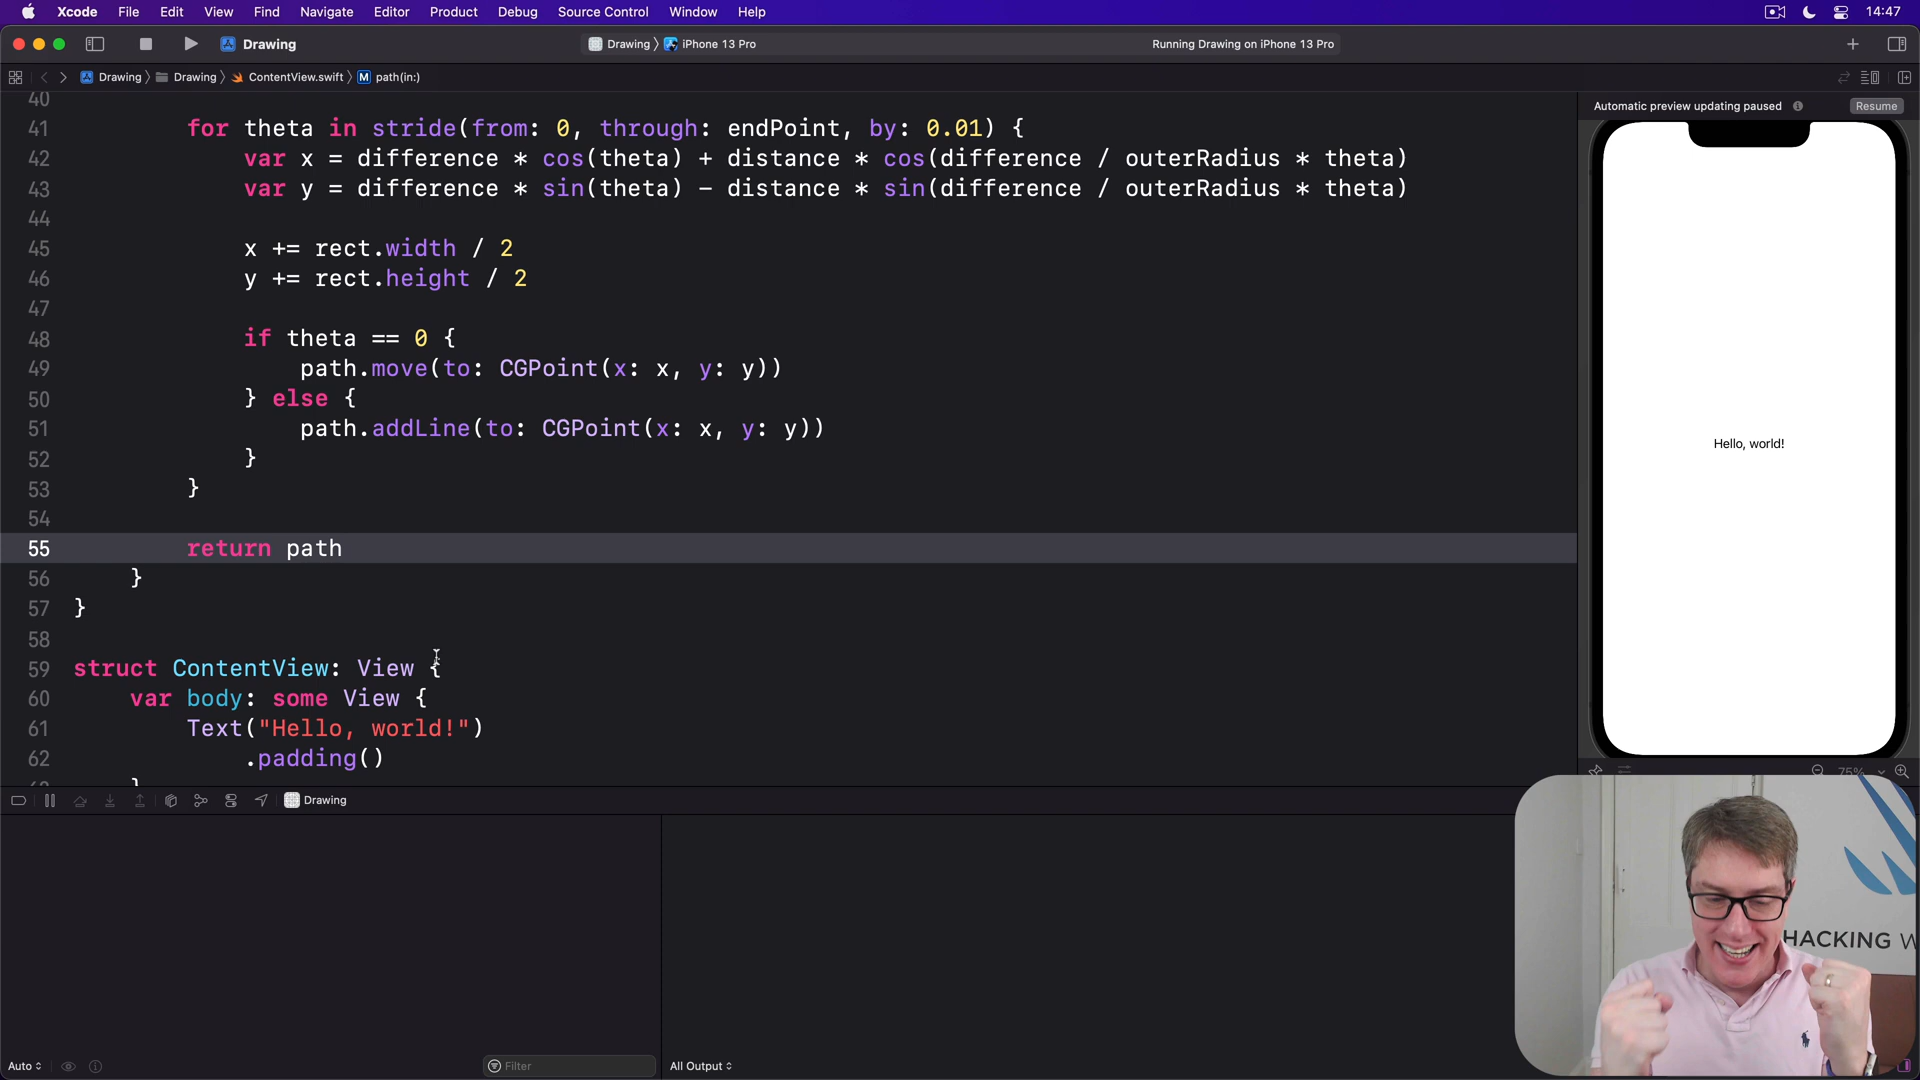 Xcode File Edit View Find Navigate Editor Product Debug Source Control Window Help 14:47
Drawing Drawing iPhone 13 Pro Running Drawing on iPhone 13 Pro
Drawing Drawing ContentView.swift M path(in:)
Automatic preview updating paused Resume
40
41 for theta in stride(from: 0, through: endPoint, by: 0.01) {
42 var x = difference * cos(theta) + distance * cos(difference / outerRadius * theta)
43 var y = difference * sin(theta) - distance * sin(difference / outerRadius * theta)
44
45 x += rect.width / 2
46 y += rect.height / 2
47
48 if theta == 0 {
49 path.move(to: CGPoint(x: x, y: y))
50 } else {
51 path.addLine(to: CGPoint(x: x, y: y))
52 }
53 }
54
55 return path
56 }
57 }
58
59 struct ContentView: View {
60 var body: some View {
61 Text("Hello, world!")
62 .padding()
}
Hello, world!
75%
Drawing
HACKING W
Auto Filter All Output